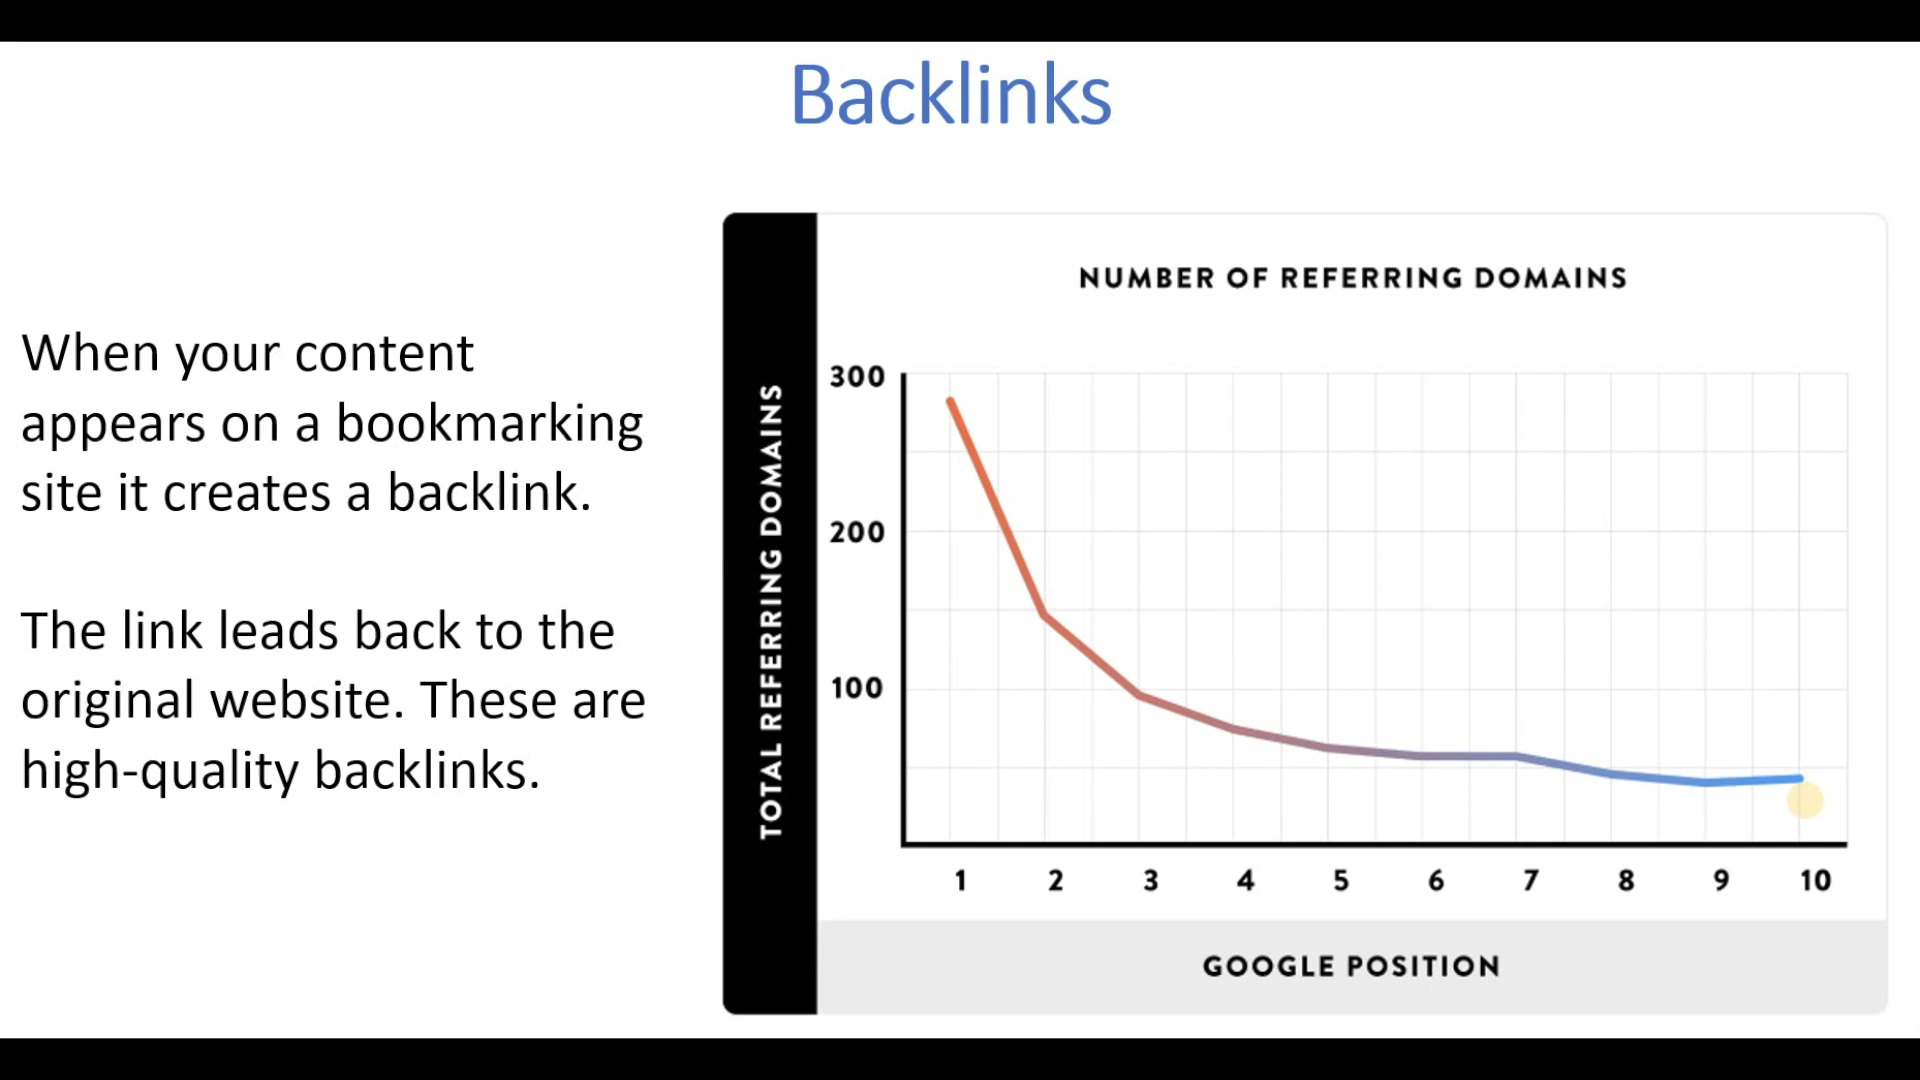 Backlinks
When your content
appears on a bookmarking
site it creates a backlink.
The link leads back to the
original website. These are
high-quality backlinks.
NUMBER OF REFERRING DOMAINS
TOTAL REFERRING DOMAINS
300
200
100
1 2 3 4 5 6 7 8 9 10
GOOGLE POSITION